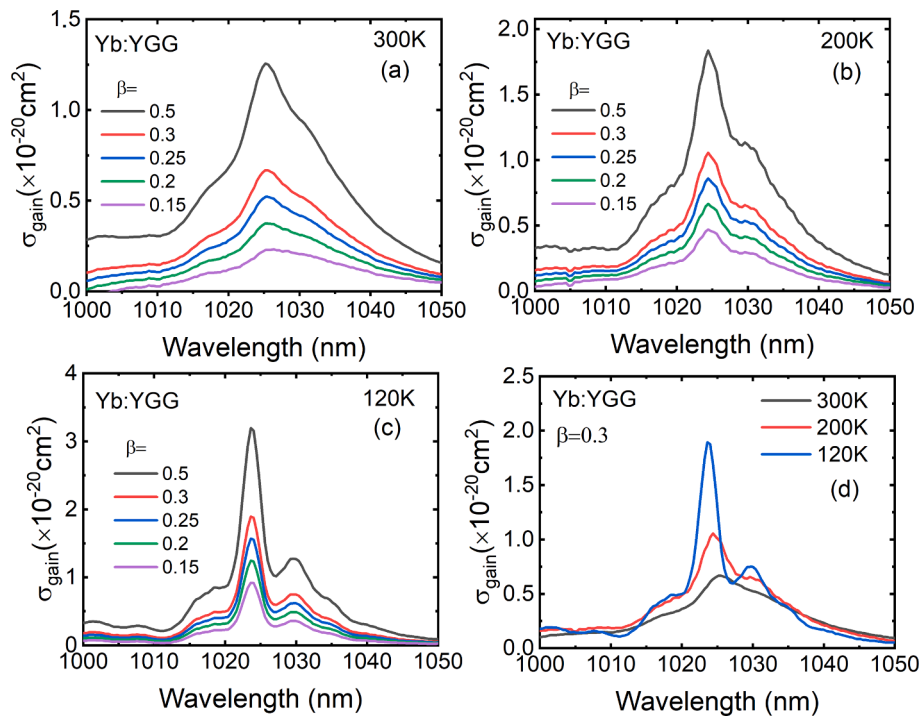 Yb:YGG 300K
(a)
β=
0.5
0.3
0.25
0.2
0.15
σgain(×10-20cm2)
1.5
1.0
0.5
0.0
1000 1010 1020 1030 1040 1050
Wavelength (nm)
Yb:YGG 200K
(b)
β=
0.5
0.3
0.25
0.2
0.15
σgain(×10-20cm2)
2.0
1.5
1.0
0.5
0.0
1000 1010 1020 1030 1040 1050
Wavelength (nm)
Yb:YGG 120K
(c)
β=
0.5
0.3
0.25
0.2
0.15
σgain(×10-20cm2)
4
3
2
1
0
1000 1010 1020 1030 1040 1050
Wavelength (nm)
Yb:YGG
β=0.3
300K
200K
120K
(d)
σgain(×10-20cm2)
2.5
2.0
1.5
1.0
0.5
0.0
1000 1010 1020 1030 1040 1050
Wavelength (nm)